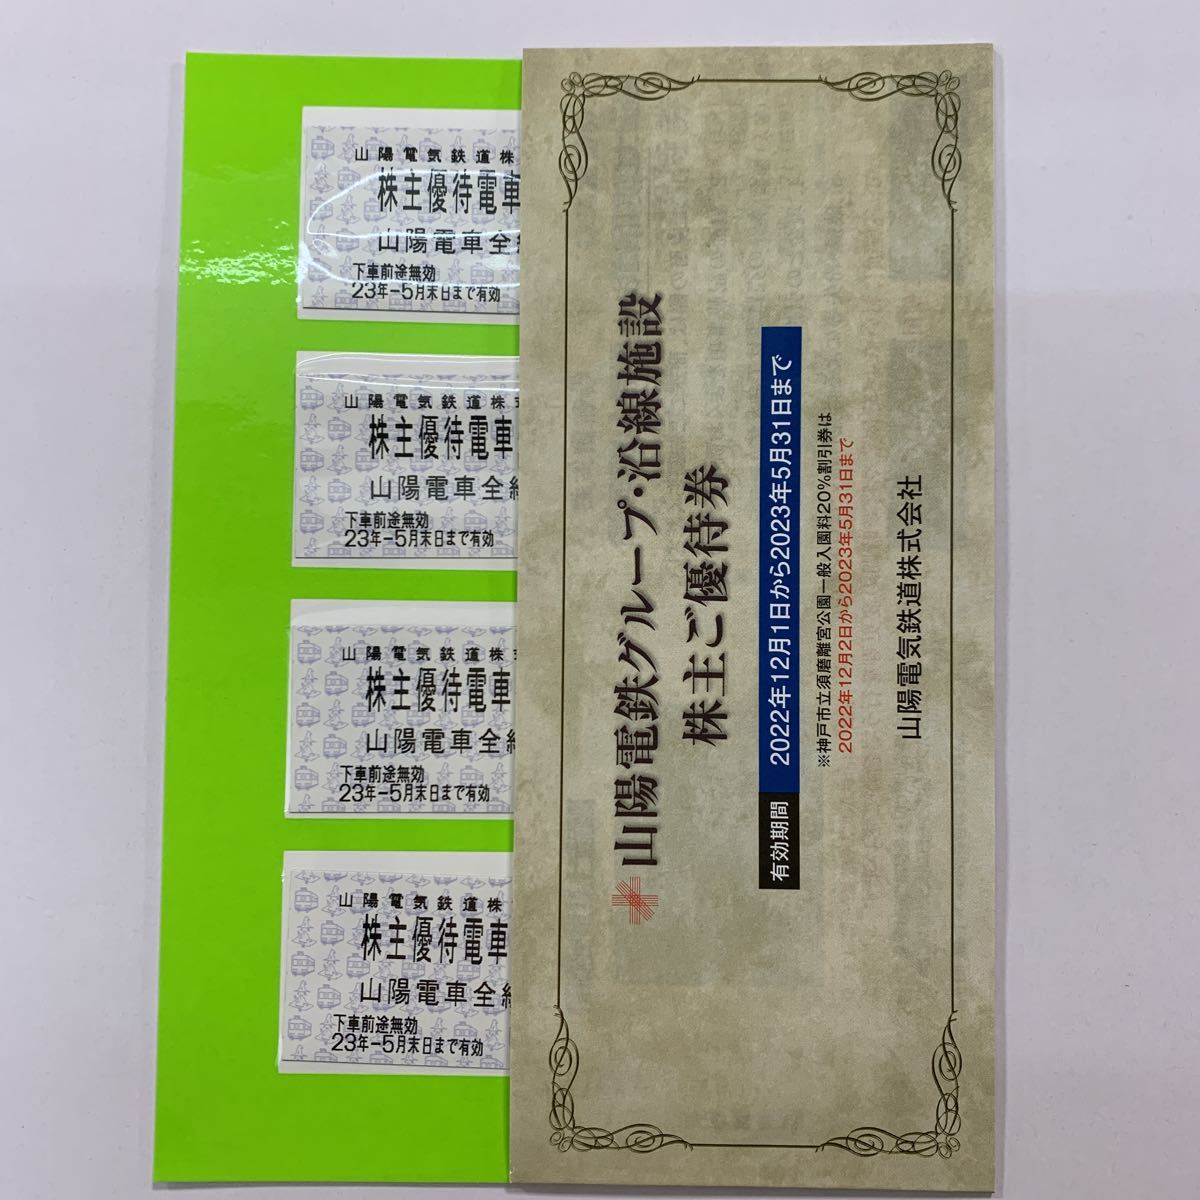 山陽電気鉄道株
株主優待電車
山陽電車全線
下車前途無効
23年-5月末日まで有効
山陽電気鉄道株式
株主優待電車
山陽電車全線
下車前途無効
23年-5月末日まで有効
山陽電気鉄道株式
株主優待電車
山陽電車全線
下車前途無効
23年-5月末日まで有効
山陽電気鉄道株
株主優待電車
山陽電車全線
下車前途無効
23年-5月末日まで有効
山陽電鉄グループ・沿線施設
株主ご優待券
有効期間 2022年12月1日から2023年5月31日まで
※神戸市立須磨離宮公園一般入園料20%割引券は
2022年12月2日から2023年5月31日まで
山陽電気鉄道株式会社